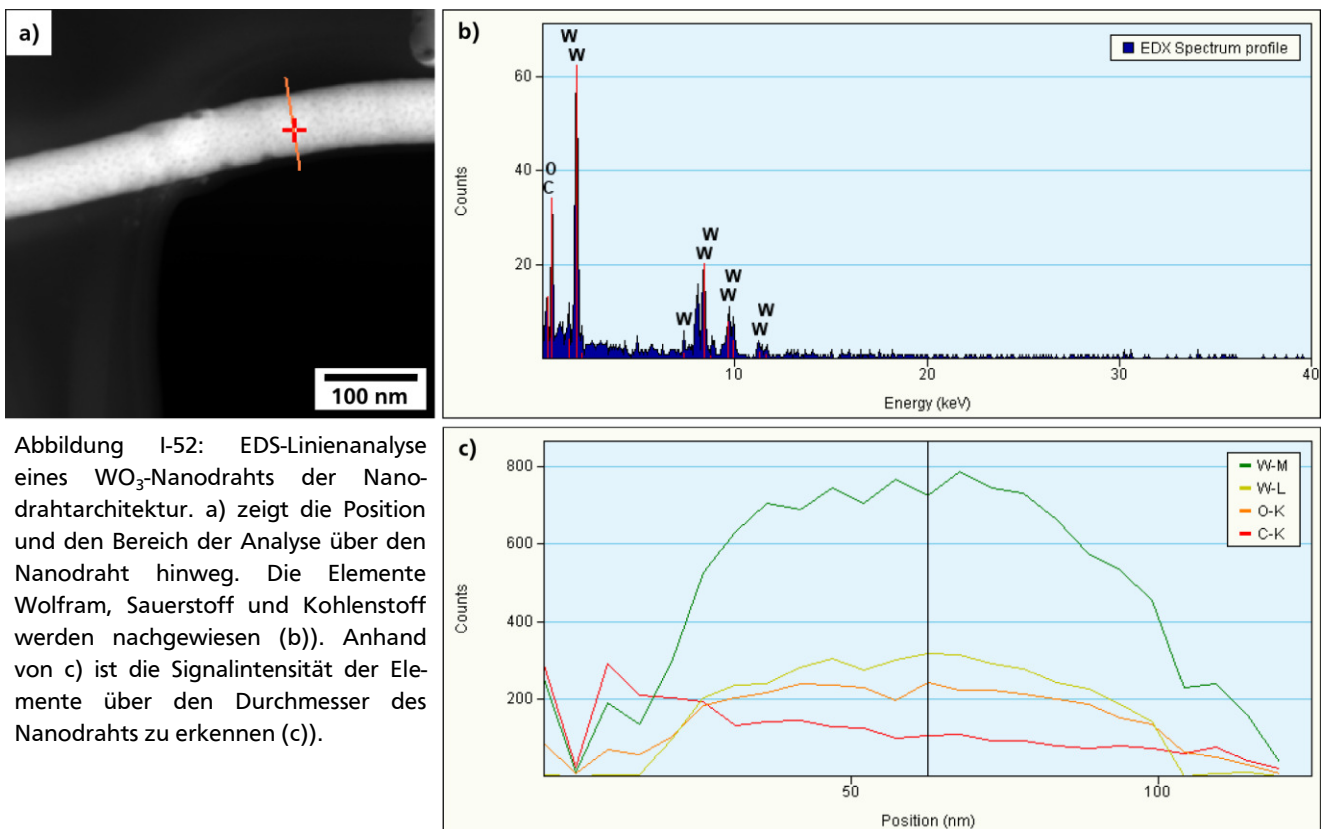 a)
100 nm
b)
EDX Spectrum profile
W
W
O
C
W
W
W
W
W
W
W
60
40
20
Counts
10
20
30
40
Energy (keV)
Abbildung I-52: EDS-Linienanalyse
eines WO₃-Nanodrahts der Nano-
drahtarchitektur. a) zeigt die Position
und den Bereich der Analyse über den
Nanodraht hinweg. Die Elemente
Wolfram, Sauerstoff und Kohlenstoff
werden nachgewiesen (b)). Anhand
von c) ist die Signalintensität der Ele-
mente über den Durchmesser des
Nanodrahts zu erkennen (c)).
c)
W-M
W-L
O-K
C-K
800
600
400
200
Counts
50
100
Position (nm)